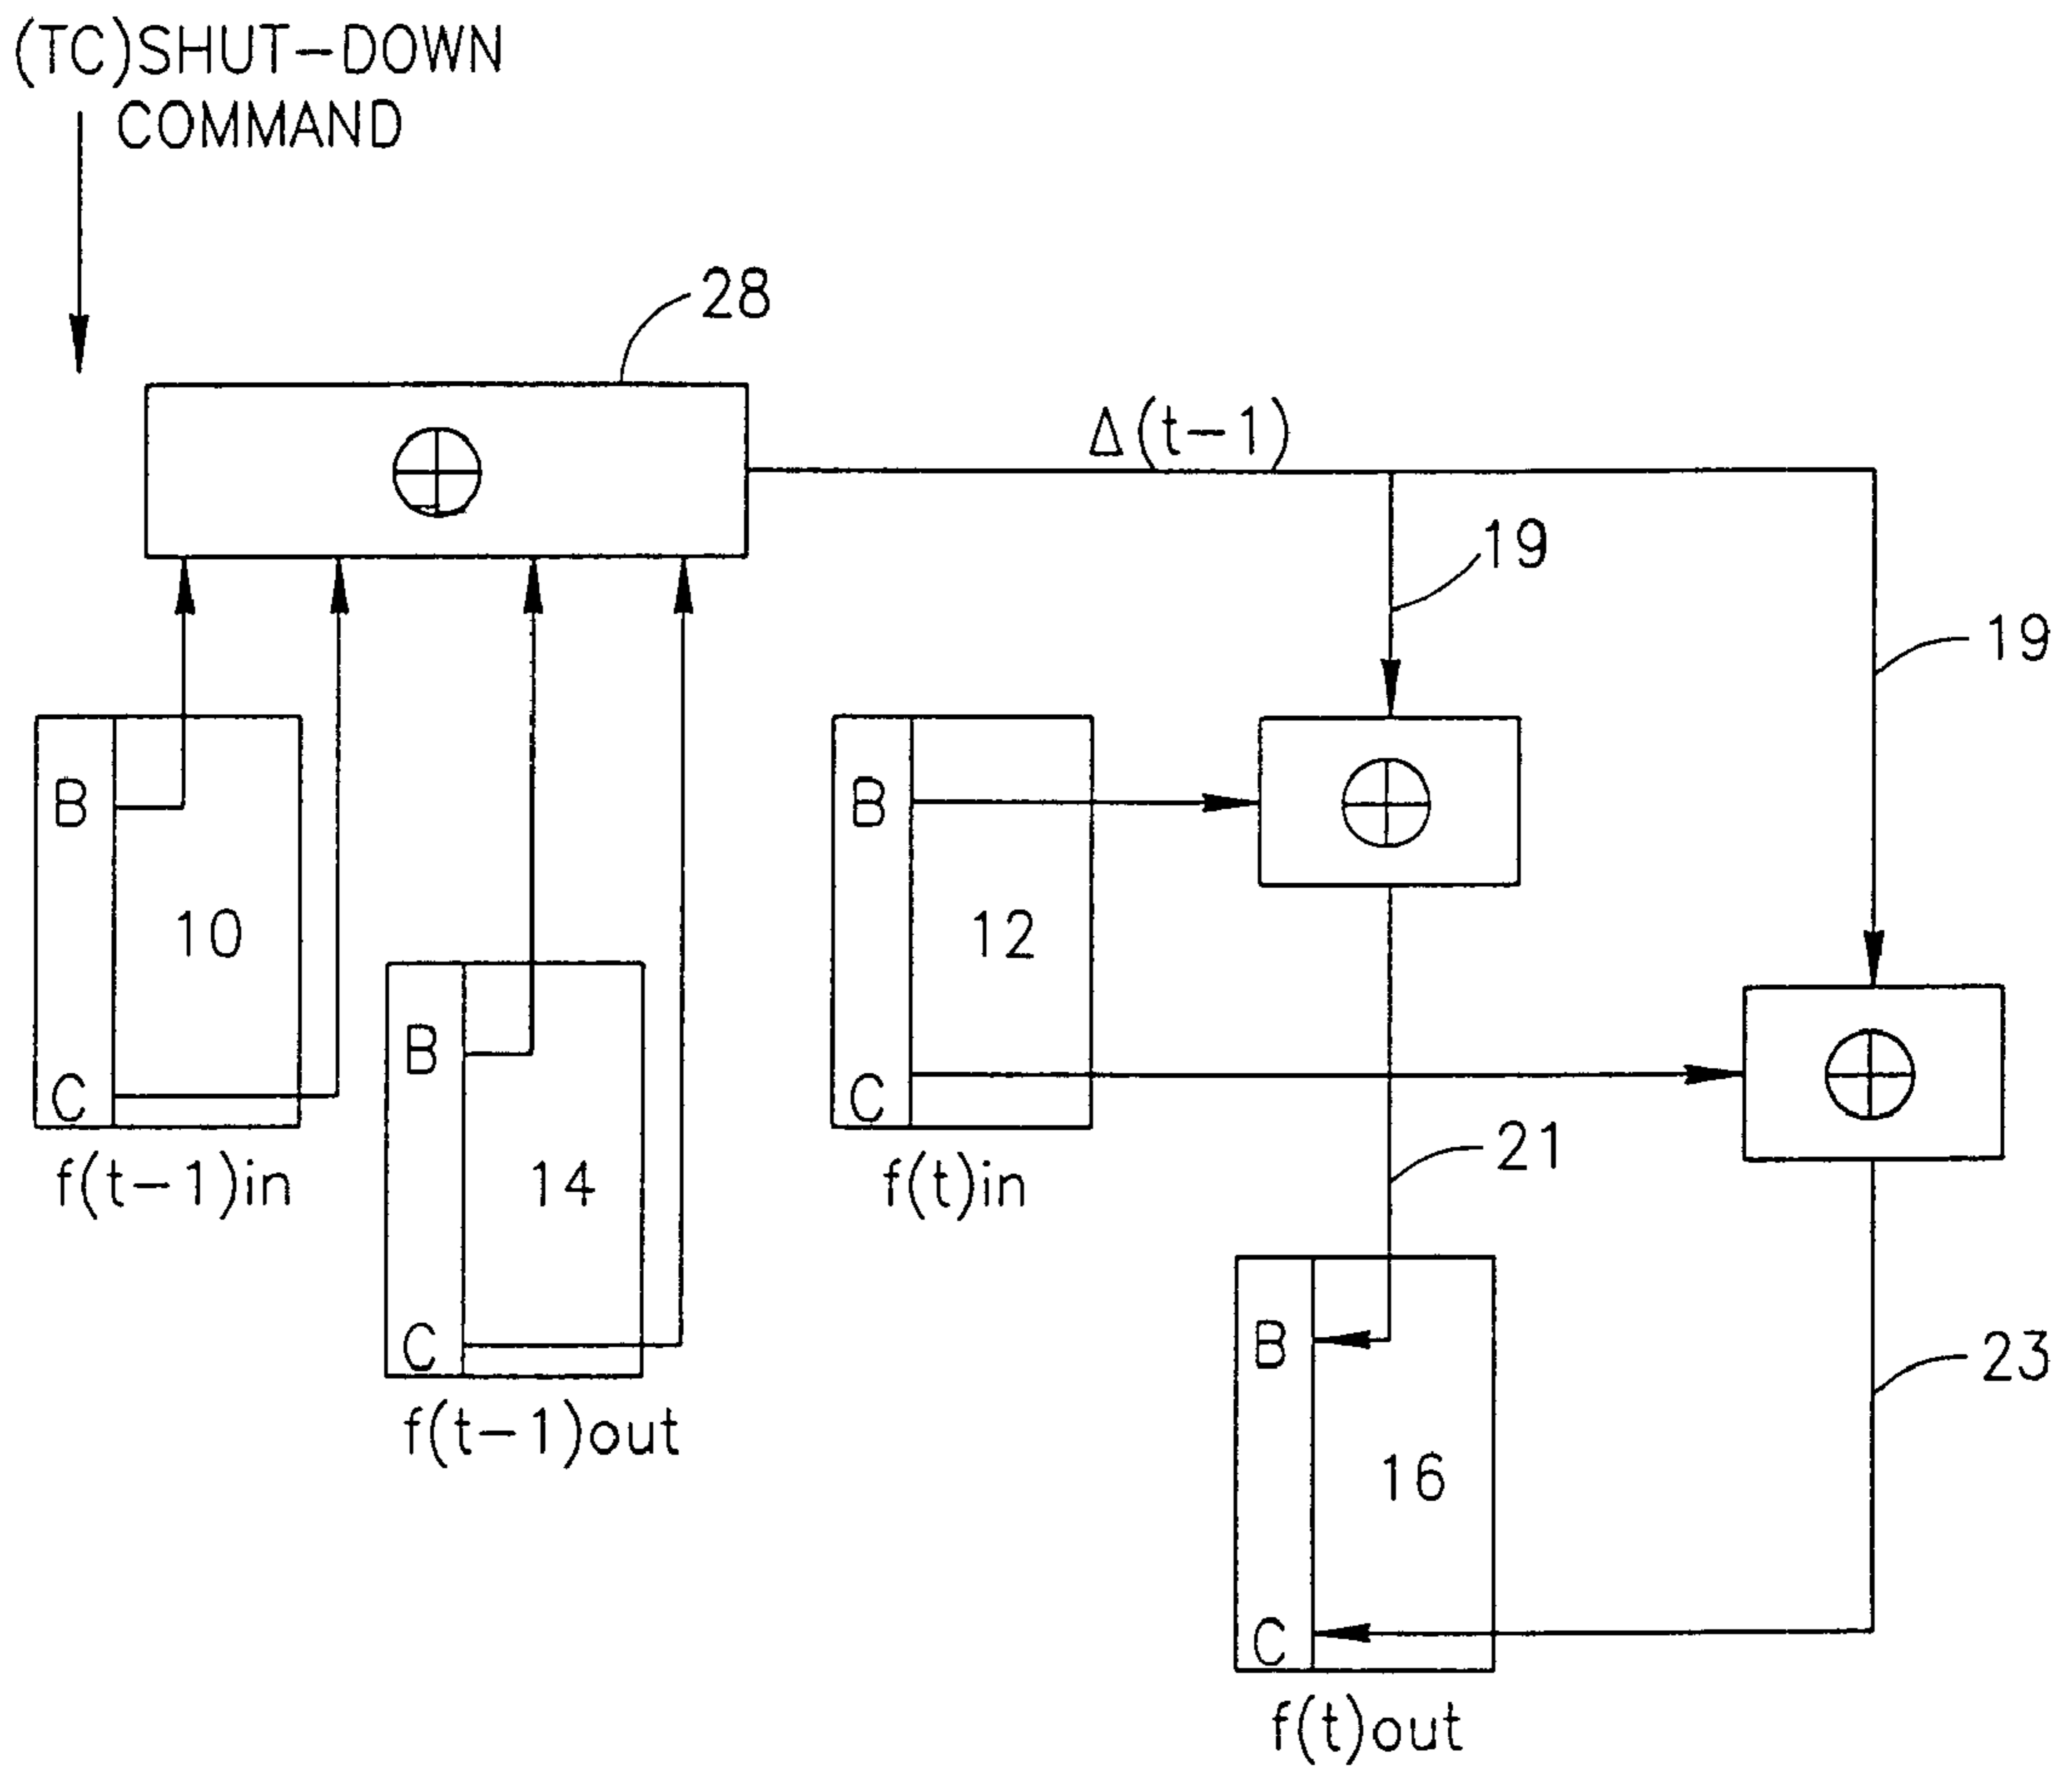 (TC)SHUT-DOWN
COMMAND
28
Δ(t-1)
19
19
B
10
C
f(t-1)in
B
14
C
f(t-1)out
B
12
C
f(t)in
21
B
16
C
f(t)out
23